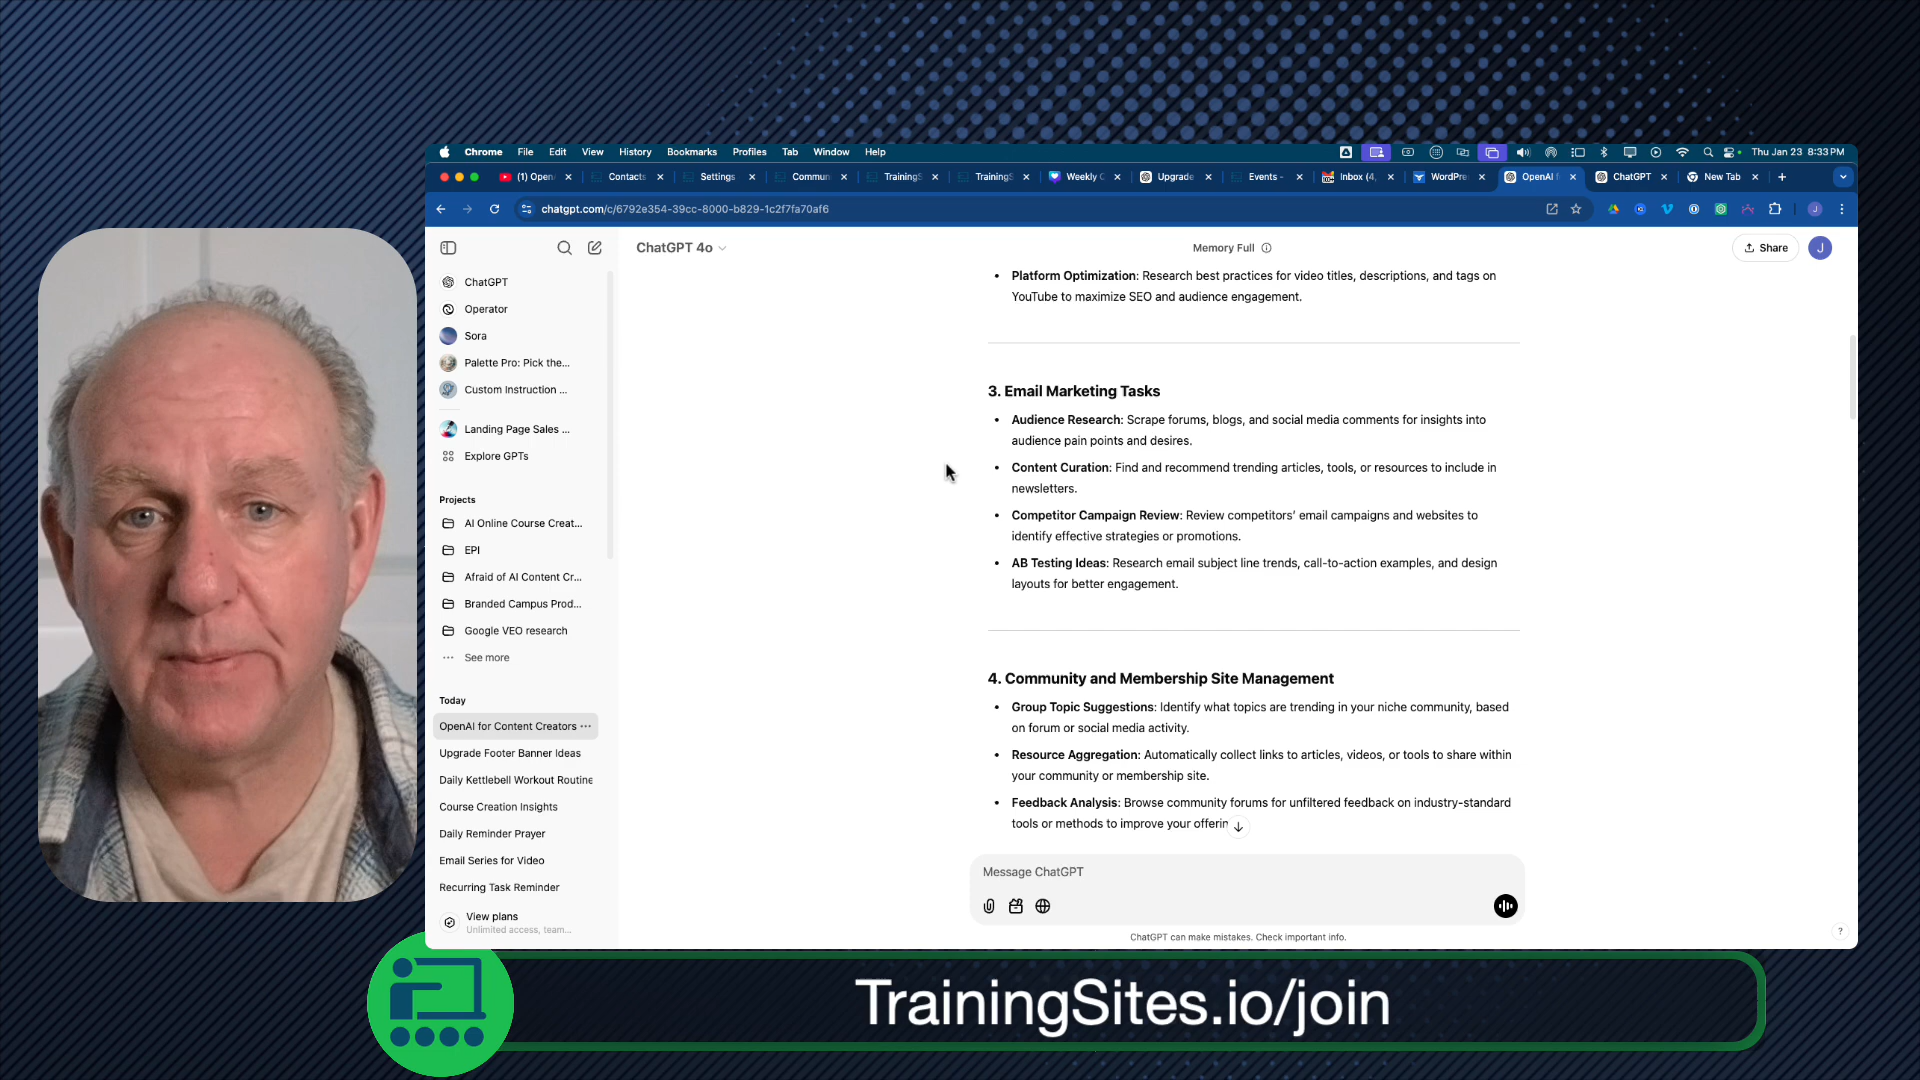 Chrome File Edit View History Bookmarks Profiles Tab Window Help
Thu Jan 23 8:33 PM
(1) Open
Contacts
Settings
Commun
TrainingS
TrainingS
Weekly C
Upgrade
Events -
Inbox (4,
WordPre
OpenAI f
ChatGPT
New Tab
chatgpt.com/c/6792e354-39cc-8000-b829-1c2f7fa70af6
ChatGPT 4o
Memory Full
Share
J
ChatGPT
Operator
Sora
Palette Pro: Pick the...
Custom Instruction ...
Landing Page Sales ...
Explore GPTs
Projects
AI Online Course Creat...
EPI
Afraid of AI Content Cr...
Branded Campus Prod...
Google VEO research
See more
Today
OpenAI for Content Creators
Upgrade Footer Banner Ideas
Daily Kettlebell Workout Routine
Course Creation Insights
Daily Reminder Prayer
Email Series for Video
Recurring Task Reminder
View plans
Unlimited access, team...
Platform Optimization: Research best practices for video titles, descriptions, and tags on
YouTube to maximize SEO and audience engagement.
3. Email Marketing Tasks
Audience Research: Scrape forums, blogs, and social media comments for insights into
audience pain points and desires.
Content Curation: Find and recommend trending articles, tools, or resources to include in
newsletters.
Competitor Campaign Review: Review competitors’ email campaigns and websites to
identify effective strategies or promotions.
AB Testing Ideas: Research email subject line trends, call-to-action examples, and design
layouts for better engagement.
4. Community and Membership Site Management
Group Topic Suggestions: Identify what topics are trending in your niche community, based
on forum or social media activity.
Resource Aggregation: Automatically collect links to articles, videos, or tools to share within
your community or membership site.
Feedback Analysis: Browse community forums for unfiltered feedback on industry-standard
tools or methods to improve your offerin
Message ChatGPT
ChatGPT can make mistakes. Check important info.
?
TrainingSites.io/join